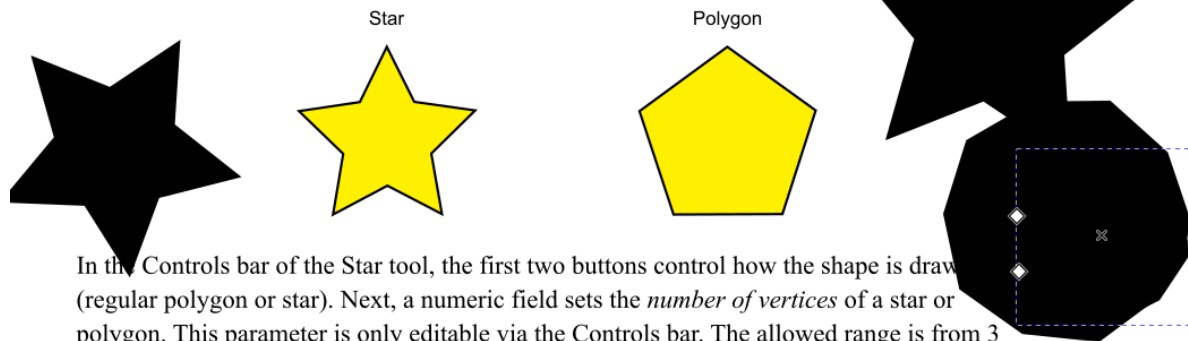 Star
Polygon
In the Controls bar of the Star tool, the first two buttons control how the shape is draw
(regular polygon or star). Next, a numeric field sets the number of vertices of a star or
polygon. This parameter is only editable via the Controls bar. The allowed range is from 3